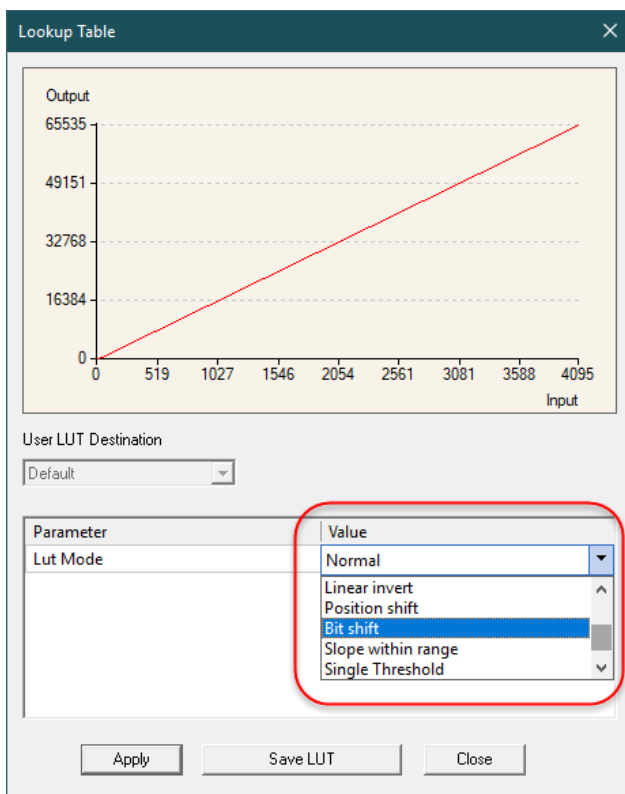 Lookup Table
Output
65535
49151
32768
16384
0
0 519 1027 1546 2054 2561 3081 3588 4095
Input
User LUT Destination
Default
Parameter Value
Lut Mode Normal
Linear invert
Position shift
Bit shift
Slope within range
Single Threshold
Apply Save LUT Close